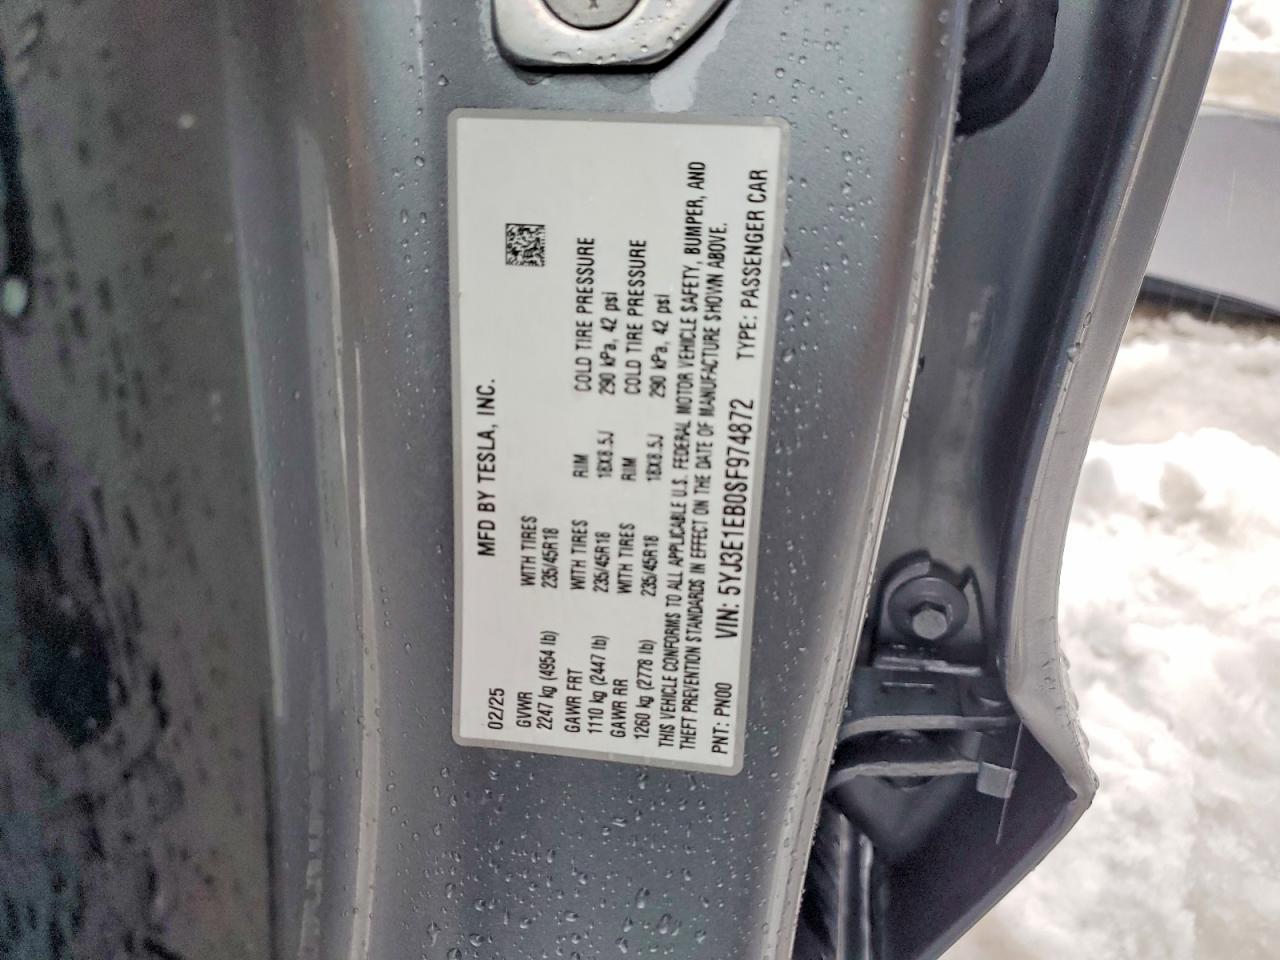 02/25 MFD BY TESLA, INC.
GVWR WITH TIRES
2247 kg (4954 lb) 235/45R18
GAWR FRT WITH TIRES RIM COLD TIRE PRESSURE
1110 kg (2447 lb) 235/45R18 18X8.5J 290 kPa, 42 psi
GAWR RR WITH TIRES RIM COLD TIRE PRESSURE
1260 kg (2778 lb) 235/45R18 18X8.5J 290 kPa, 42 psi
THIS VEHICLE CONFORMS TO ALL APPLICABLE U.S. FEDERAL MOTOR VEHICLE SAFETY, BUMPER, AND
THEFT PREVENTION STANDARDS IN EFFECT ON THE DATE OF MANUFACTURE SHOWN ABOVE.
PNT: PN00 VIN: 5YJ3E1EB0SF974872 TYPE: PASSENGER CAR